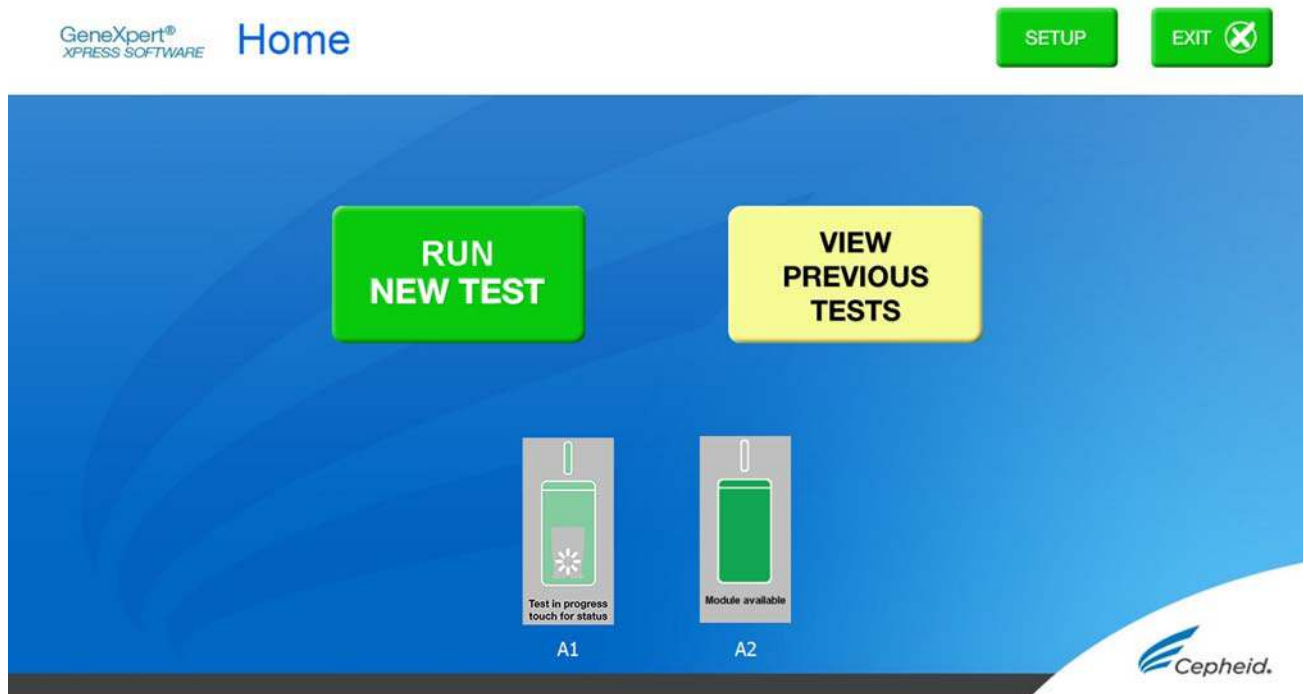 GeneXpert®
XPRESS SOFTWARE
Home
SETUP
EXIT
RUN
NEW TEST
VIEW
PREVIOUS
TESTS
Test in progress
touch for status
Module available
A1
A2
Cepheid.